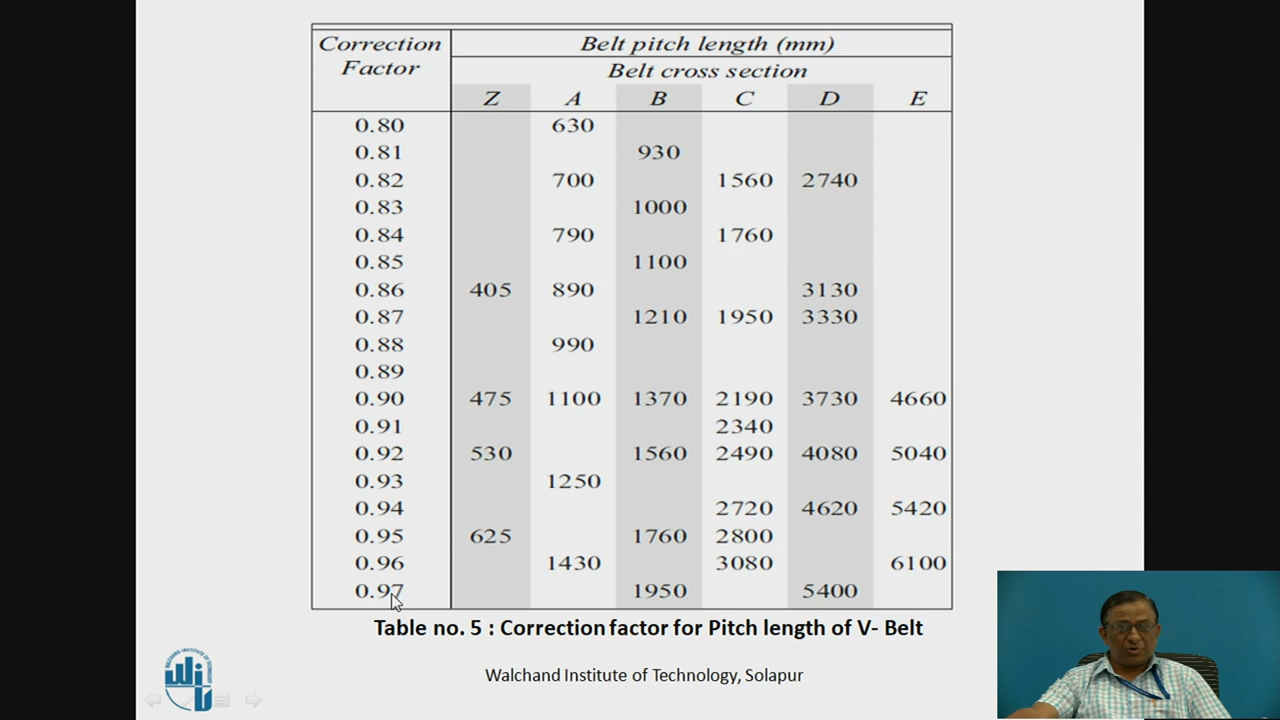 Correction Factor
Belt pitch length (mm)
Belt cross section
Z A B C D E
0.80 630
0.81 930
0.82 700 1560 2740
0.83 1000
0.84 790 1760
0.85 1100
0.86 405 890 3130
0.87 1210 1950 3330
0.88 990
0.89
0.90 475 1100 1370 2190 3730 4660
0.91 2340
0.92 530 1560 2490 4080 5040
0.93 1250
0.94 2720 4620 5420
0.95 625 1760 2800
0.96 1430 3080 6100
0.97 1950 5400
Table no. 5 : Correction factor for Pitch length of V- Belt
Walchand Institute of Technology, Solapur